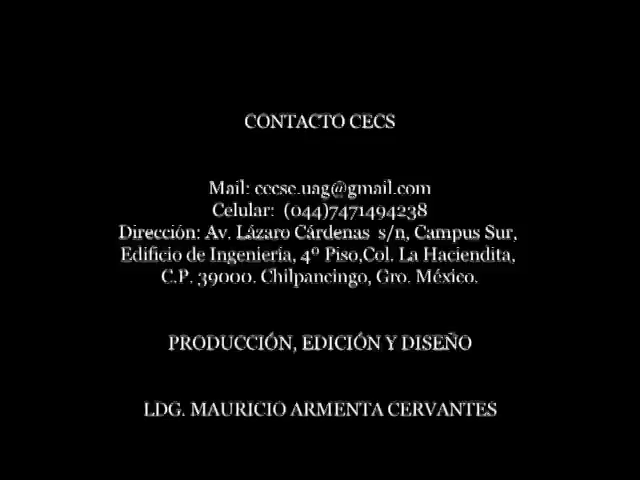 CONTACTO CECS
Mail: cccse.uag@gmail.com
Celular: (044)7471494238
Dirección: Av. Lázaro Cárdenas s/n, Campus Sur,
Edificio de Ingeniería, 4º Piso,Col. La Haciendita,
C.P. 39000. Chilpancingo, Gro. México.
PRODUCCIÓN, EDICIÓN Y DISEÑO
LDG. MAURICIO ARMENTA CERVANTES